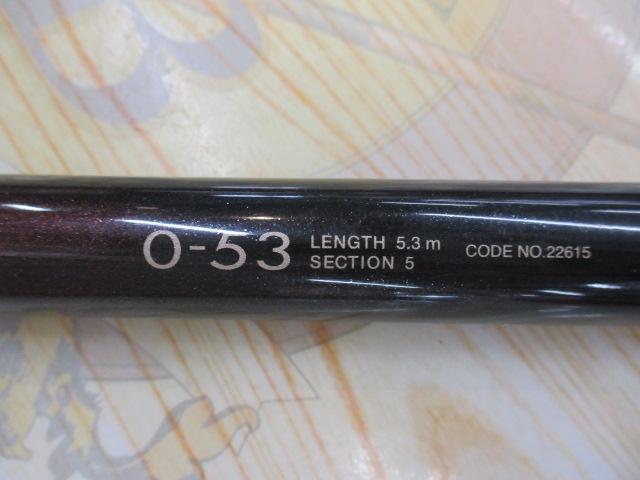 0-53
LENGTH 5.3 m
SECTION 5
CODE NO.22615